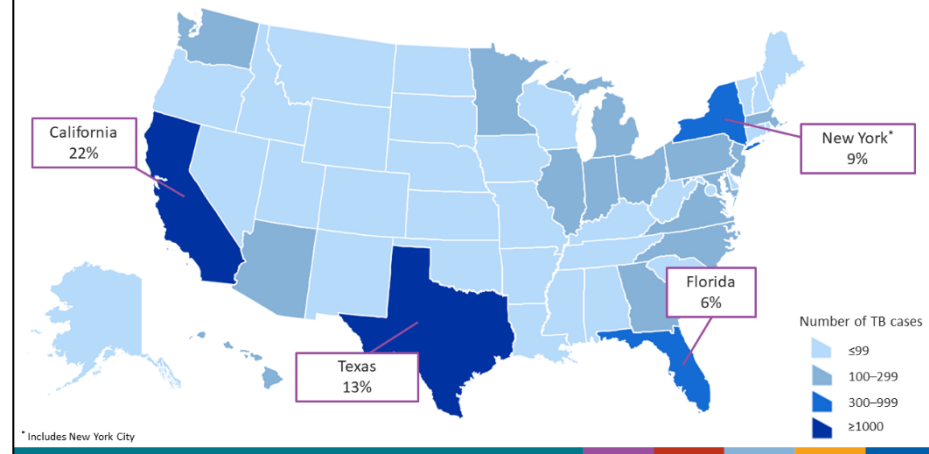 California
22%
New York*
9%
Florida
6%
Texas
13%
Number of TB cases
≤99
100–299
300–999
≥1000
* Includes New York City